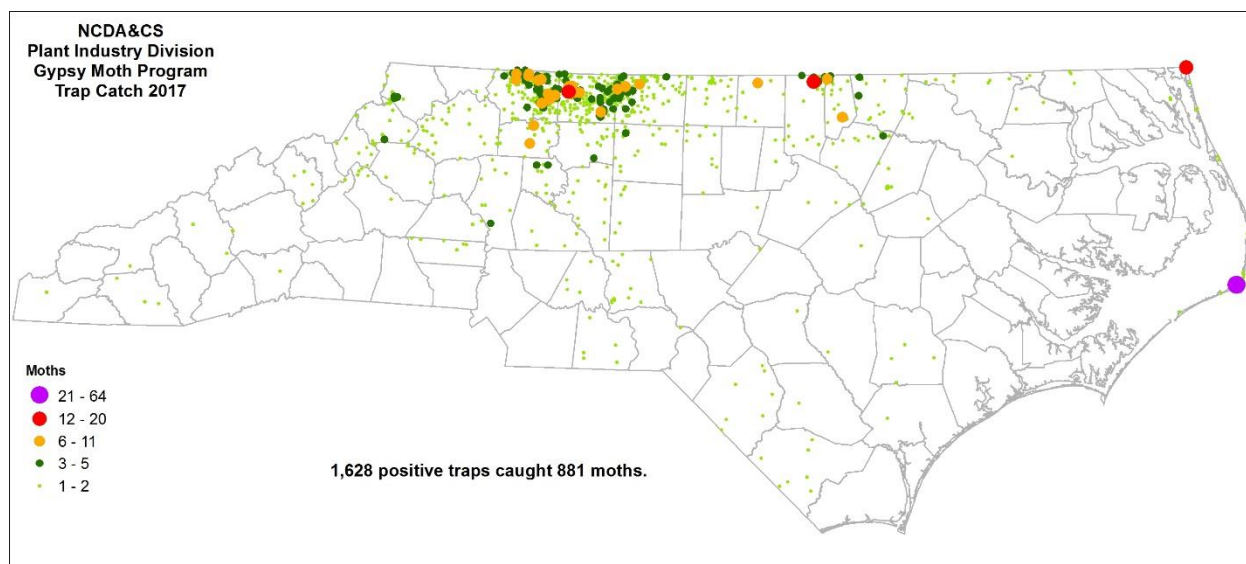 NCDA&CS
Plant Industry Division
Gypsy Moth Program
Trap Catch 2017
Moths
21 - 64
12 - 20
6 - 11
3 - 5
1 - 2
1,628 positive traps caught 881 moths.